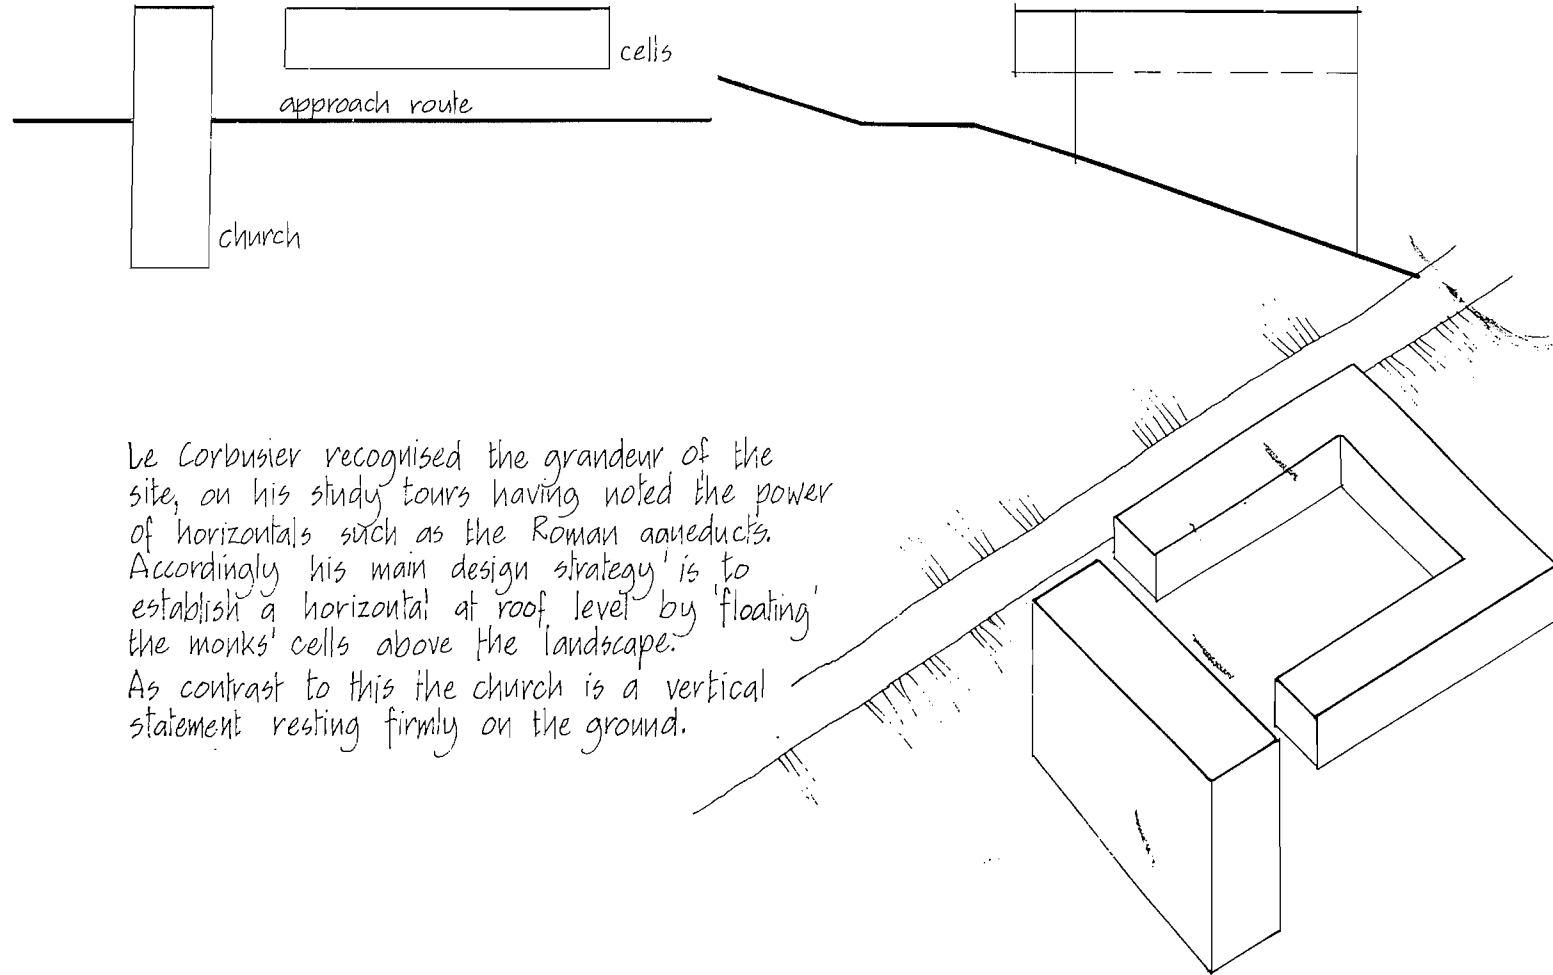 cells
approach route
church
Le Corbusier recognised the grandeur of the
site, on his study tours having noted the power
of horizontals such as the Roman aqueducts.
Accordingly his main design strategy is to
establish a horizontal at roof level by 'floating'
the monks' cells above the landscape.
As contrast to this the church is a vertical
statement resting firmly on the ground.